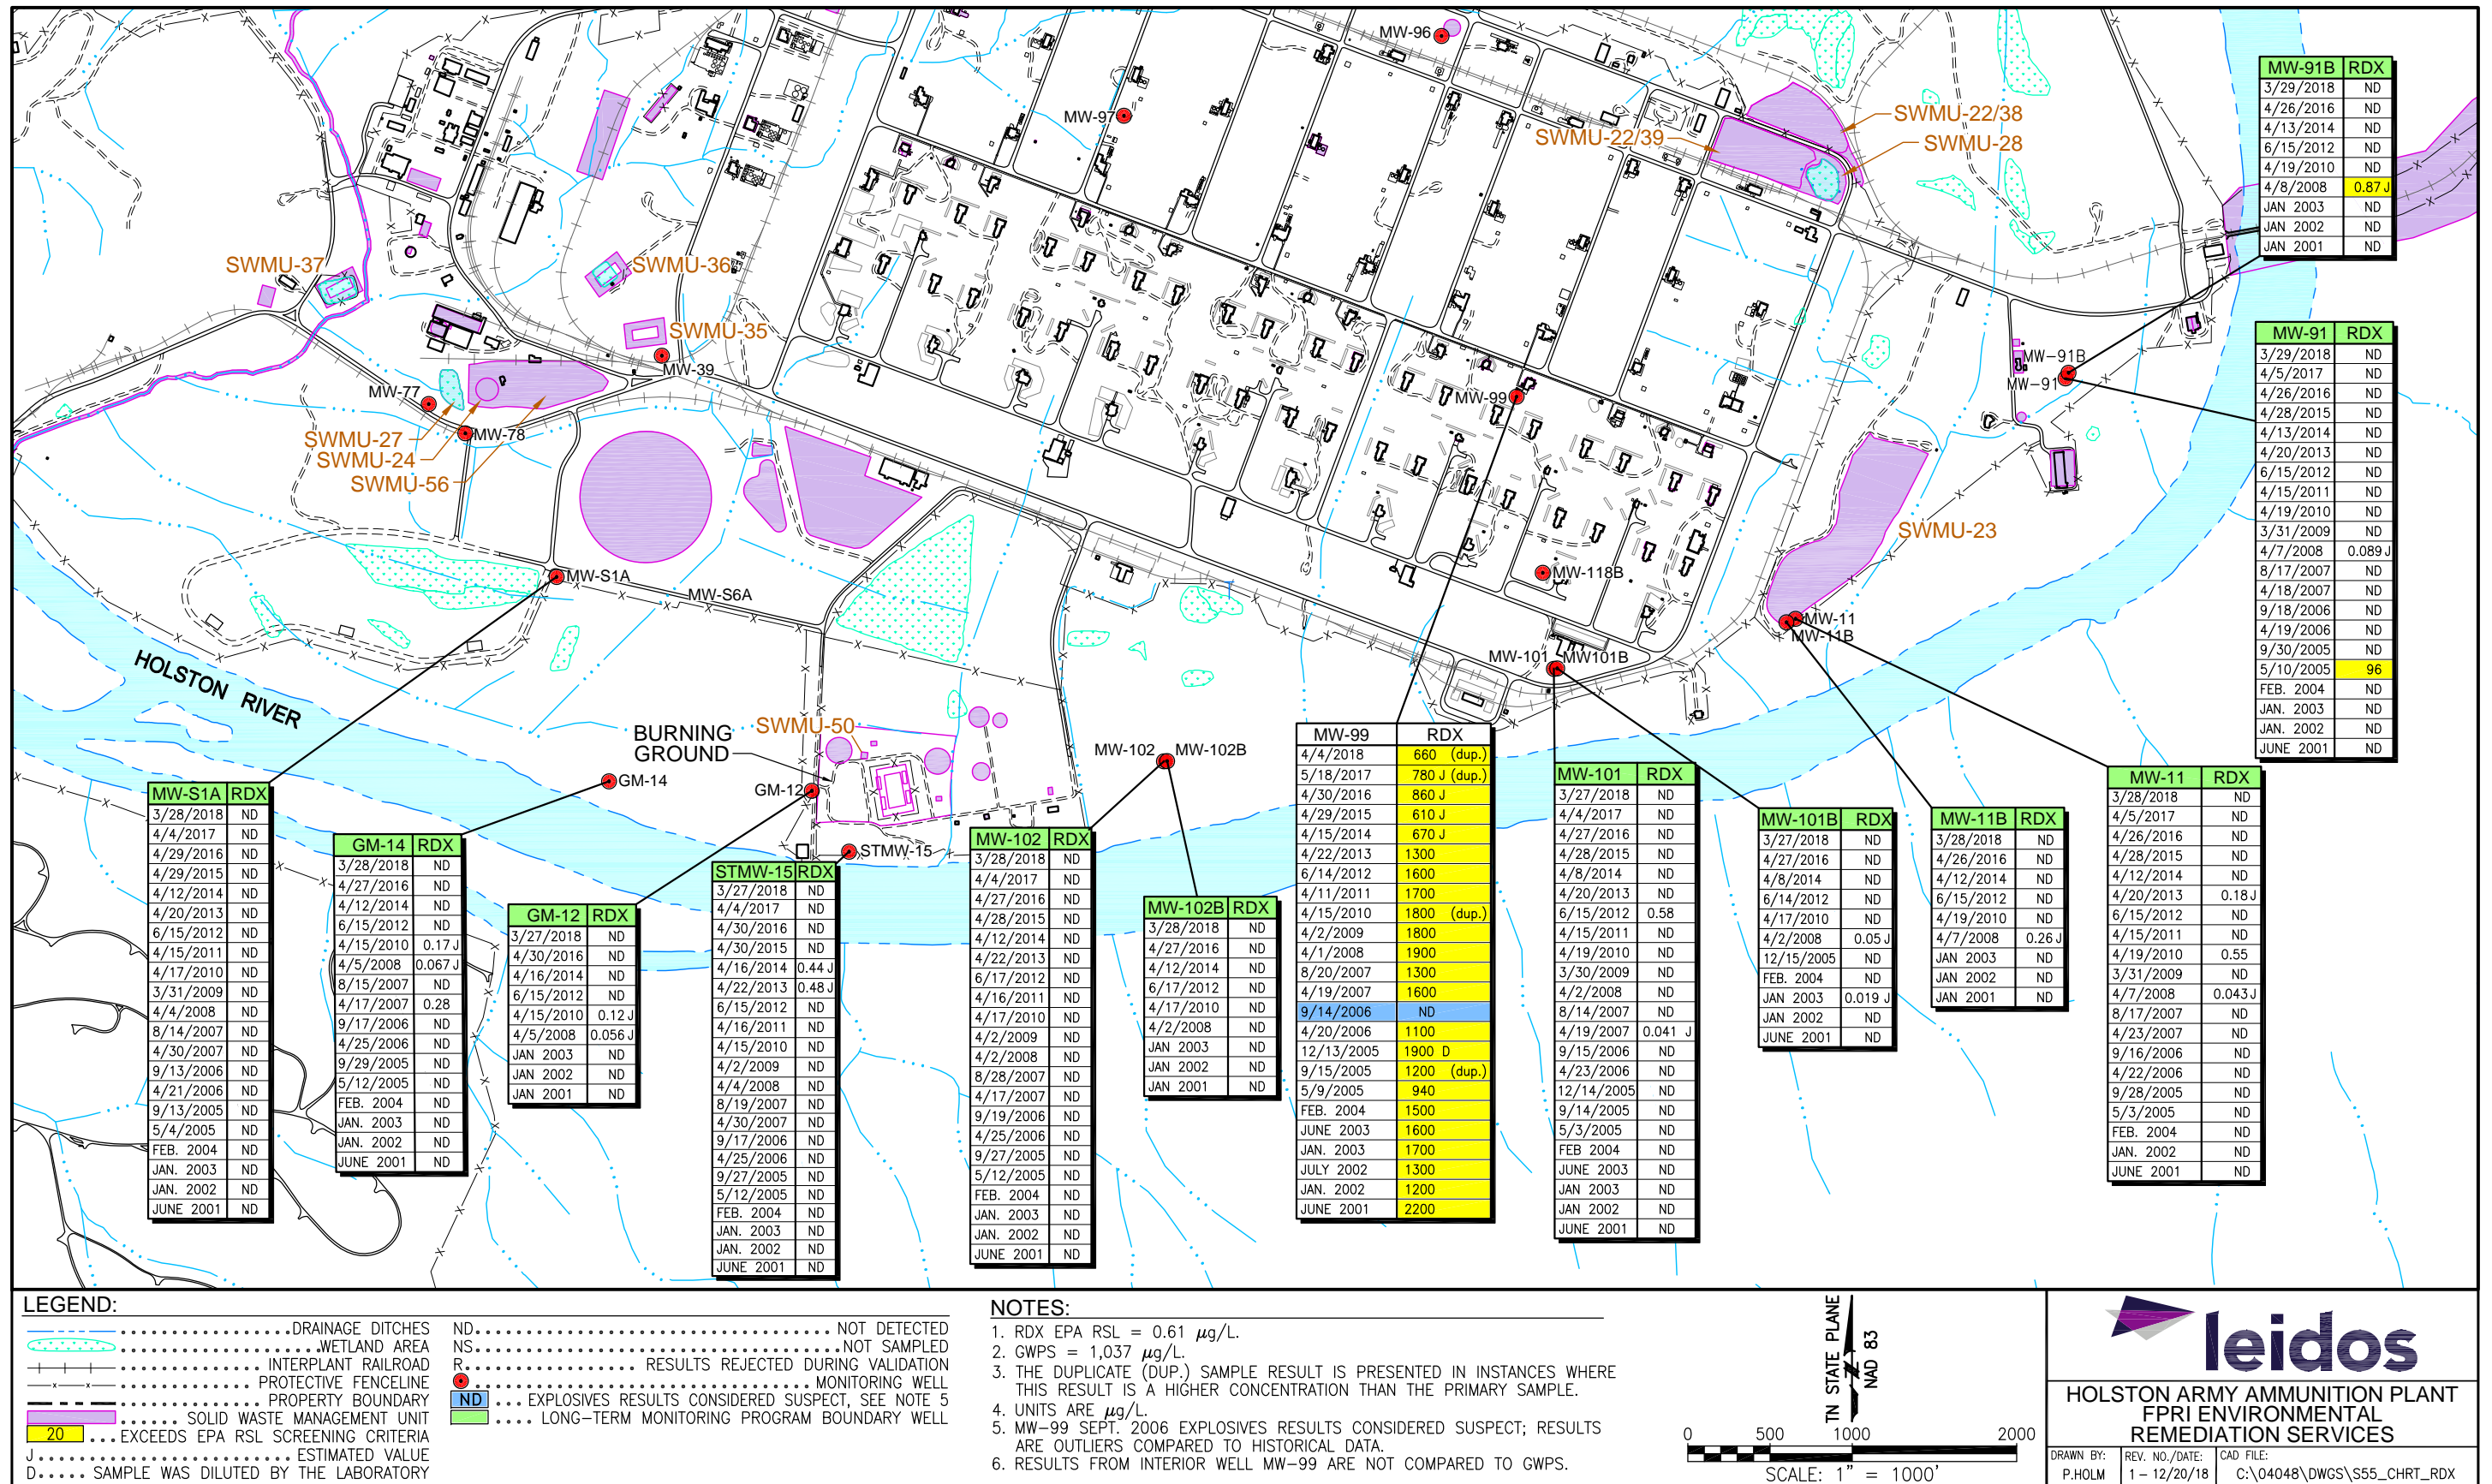 MW-96
MW-97
SWMU-22/38
SWMU-22/39
SWMU-28
SWMU-37
SWMU-36
SWMU-35
MW-39
MW-77
MW-78
SWMU-27
SWMU-24
SWMU-56
MW-99
MW-91B
MW-91
SWMU-23
MW-S1A
MW-S6A
MW-118B
MW-11
MW-11B
MW-101
MW101B
HOLSTON RIVER
BURNING
GROUND
SWMU-50
MW-102
MW-102B
GM-14
GM-12
STMW-15
MW-91B RDX
3/29/2018 ND
4/26/2016 ND
4/13/2014 ND
6/15/2012 ND
4/19/2010 ND
4/8/2008 0.87 J
JAN 2003 ND
JAN 2002 ND
JAN 2001 ND
MW-91 RDX
3/29/2018 ND
4/5/2017 ND
4/26/2016 ND
4/28/2015 ND
4/13/2014 ND
4/20/2013 ND
6/15/2012 ND
4/15/2011 ND
4/19/2010 ND
3/31/2009 ND
4/7/2008 0.089 J
8/17/2007 ND
4/18/2007 ND
9/18/2006 ND
4/19/2006 ND
9/30/2005 ND
5/10/2005 96
FEB. 2004 ND
JAN. 2003 ND
JAN. 2002 ND
JUNE 2001 ND
MW-S1A RDX
3/28/2018 ND
4/4/2017 ND
4/29/2016 ND
4/29/2015 ND
4/12/2014 ND
4/20/2013 ND
6/15/2012 ND
4/15/2011 ND
4/17/2010 ND
3/31/2009 ND
4/4/2008 ND
8/14/2007 ND
4/30/2007 ND
9/13/2006 ND
4/21/2006 ND
9/13/2005 ND
5/4/2005 ND
FEB. 2004 ND
JAN. 2003 ND
JAN. 2002 ND
JUNE 2001 ND
GM-14 RDX
3/28/2018 ND
4/27/2016 ND
4/12/2014 ND
6/15/2012 ND
4/15/2010 0.17 J
4/5/2008 0.067 J
8/15/2007 ND
4/17/2007 0.28
9/17/2006 ND
4/25/2006 ND
9/29/2005 ND
5/12/2005 ND
FEB. 2004 ND
JAN. 2003 ND
JAN. 2002 ND
JUNE 2001 ND
GM-12 RDX
3/27/2018 ND
4/30/2016 ND
4/16/2014 ND
6/15/2012 ND
4/15/2010 0.12 J
4/5/2008 0.056 J
JAN 2003 ND
JAN 2002 ND
JAN 2001 ND
STMW-15 RDX
3/27/2018 ND
4/4/2017 ND
4/30/2016 ND
4/30/2015 ND
4/16/2014 0.44 J
4/22/2013 0.48 J
6/15/2012 ND
4/16/2011 ND
4/15/2010 ND
4/2/2009 ND
4/4/2008 ND
8/19/2007 ND
4/30/2007 ND
9/17/2006 ND
4/25/2006 ND
9/27/2005 ND
5/12/2005 ND
FEB. 2004 ND
JAN. 2003 ND
JAN. 2002 ND
JUNE 2001 ND
MW-102 RDX
3/28/2018 ND
4/4/2017 ND
4/27/2016 ND
4/28/2015 ND
4/12/2014 ND
4/22/2013 ND
6/17/2012 ND
4/16/2011 ND
4/17/2010 ND
4/2/2009 ND
4/2/2008 ND
8/28/2007 ND
4/17/2007 ND
9/19/2006 ND
4/25/2006 ND
9/27/2005 ND
5/12/2005 ND
FEB. 2004 ND
JAN. 2003 ND
JAN. 2002 ND
JUNE 2001 ND
MW-102B RDX
3/28/2018 ND
4/27/2016 ND
4/12/2014 ND
6/17/2012 ND
4/17/2010 ND
4/2/2008 ND
JAN 2003 ND
JAN 2002 ND
JAN 2001 ND
MW-99 RDX
4/4/2018 660 (dup.)
5/18/2017 780 J (dup.)
4/30/2016 860 J
4/29/2015 610 J
4/15/2014 670 J
4/22/2013 1300
6/14/2012 1600
4/11/2011 1700
4/15/2010 1800 (dup.)
4/2/2009 1800
4/1/2008 1900
8/20/2007 1300
4/19/2007 1600
9/14/2006 ND
4/20/2006 1100
12/13/2005 1900 D
9/15/2005 1200 (dup.)
5/9/2005 940
FEB. 2004 1500
JUNE 2003 1600
JAN. 2003 1700
JULY 2002 1300
JAN. 2002 1200
JUNE 2001 2200
MW-101 RDX
3/27/2018 ND
4/4/2017 ND
4/27/2016 ND
4/28/2015 ND
4/8/2014 ND
4/20/2013 ND
6/15/2012 0.58
4/15/2011 ND
4/19/2010 ND
3/30/2009 ND
4/2/2008 ND
8/14/2007 ND
4/19/2007 0.041 J
9/15/2006 ND
4/23/2006 ND
12/14/2005 ND
9/14/2005 ND
5/3/2005 ND
FEB 2004 ND
JUNE 2003 ND
JAN 2003 ND
JAN 2002 ND
JUNE 2001 ND
MW-101B RDX
3/27/2018 ND
4/27/2016 ND
4/8/2014 ND
6/14/2012 ND
4/17/2010 ND
4/2/2008 0.05 J
12/15/2005 ND
FEB. 2004 ND
JAN 2003 0.019 J
JAN 2002 ND
JUNE 2001 ND
MW-11B RDX
3/28/2018 ND
4/26/2016 ND
4/12/2014 ND
6/15/2012 ND
4/19/2010 ND
4/7/2008 0.26 J
JAN 2003 ND
JAN 2002 ND
JAN 2001 ND
MW-11 RDX
3/28/2018 ND
4/5/2017 ND
4/26/2016 ND
4/28/2015 ND
4/12/2014 ND
4/20/2013 0.18 J
6/15/2012 ND
4/15/2011 ND
4/19/2010 0.55
3/31/2009 ND
4/7/2008 0.043 J
8/17/2007 ND
4/23/2007 ND
9/16/2006 ND
4/22/2006 ND
9/28/2005 ND
5/3/2005 ND
FEB. 2004 ND
JAN. 2002 ND
JUNE 2001 ND
LEGEND:
DRAINAGE DITCHES
WETLAND AREA
INTERPLANT RAILROAD
PROTECTIVE FENCELINE
PROPERTY BOUNDARY
SOLID WASTE MANAGEMENT UNIT
20 ... EXCEEDS EPA RSL SCREENING CRITERIA
J ... ESTIMATED VALUE
D ... SAMPLE WAS DILUTED BY THE LABORATORY
ND ... NOT DETECTED
NS ... NOT SAMPLED
R ... RESULTS REJECTED DURING VALIDATION
MONITORING WELL
ND ... EXPLOSIVES RESULTS CONSIDERED SUSPECT, SEE NOTE 5
LONG-TERM MONITORING PROGRAM BOUNDARY WELL
NOTES:
1. RDX EPA RSL = 0.61 µg/L.
2. GWPS = 1,037 µg/L.
3. THE DUPLICATE (DUP.) SAMPLE RESULT IS PRESENTED IN INSTANCES WHERE
THIS RESULT IS A HIGHER CONCENTRATION THAN THE PRIMARY SAMPLE.
4. UNITS ARE µg/L.
5. MW-99 SEPT. 2006 EXPLOSIVES RESULTS CONSIDERED SUSPECT; RESULTS
ARE OUTLIERS COMPARED TO HISTORICAL DATA.
6. RESULTS FROM INTERIOR WELL MW-99 ARE NOT COMPARED TO GWPS.
TN STATE PLANE
NAD 83
0 500 1000 2000
SCALE: 1" = 1000'
leidos
HOLSTON ARMY AMMUNITION PLANT
FPRI ENVIRONMENTAL
REMEDIATION SERVICES
DRAWN BY: REV. NO./DATE: CAD FILE:
P.HOLM 1 - 12/20/18 C:\04048\DWGS\S55_CHRT_RDX